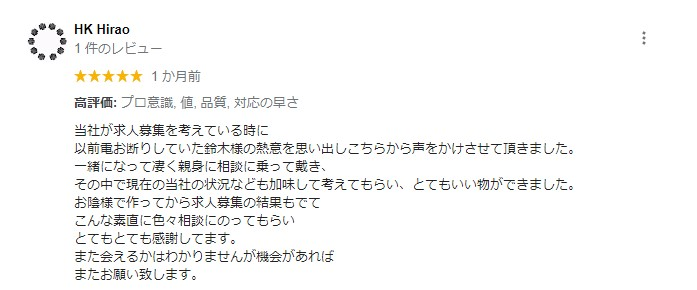 HK Hirao
1 件のレビュー
★★★★★ 1 か月前
高評価: プロ意識, 値, 品質, 対応の早さ
当社が求人募集を考えている時に
以前電お断りしていた鈴木様の熱意を思い出しこちらから声をかけさせて頂きました。
一緒になって凄く親身に相談に乗って戴き、
その中で現在の当社の状況なども加味して考えてもらい、とてもいい物ができました。
お陰様で作ってから求人募集の結果もでて
こんな素直に色々相談にのってもらい
とてもとても感謝してます。
また会えるかはわかりませんが機会があれば
またお願い致します。